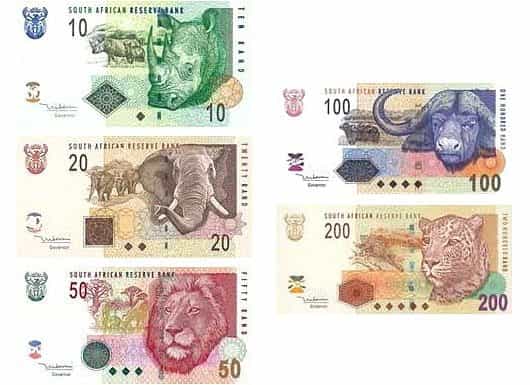 SOUTH AFRICAN RESERVE BANK
10
TEN RAND
Governor
10
SOUTH AFRICAN RESERVE BANK
20
TWENTY RAND
Governor
20
SOUTH AFRICAN RESERVE BANK
50
FIFTY RAND
Governor
50
SOUTH AFRICAN RESERVE BANK
100
ONE HUNDRED RAND
Governor
100
SOUTH AFRICAN RESERVE BANK
200
TWO HUNDRED RAND
Governor
200